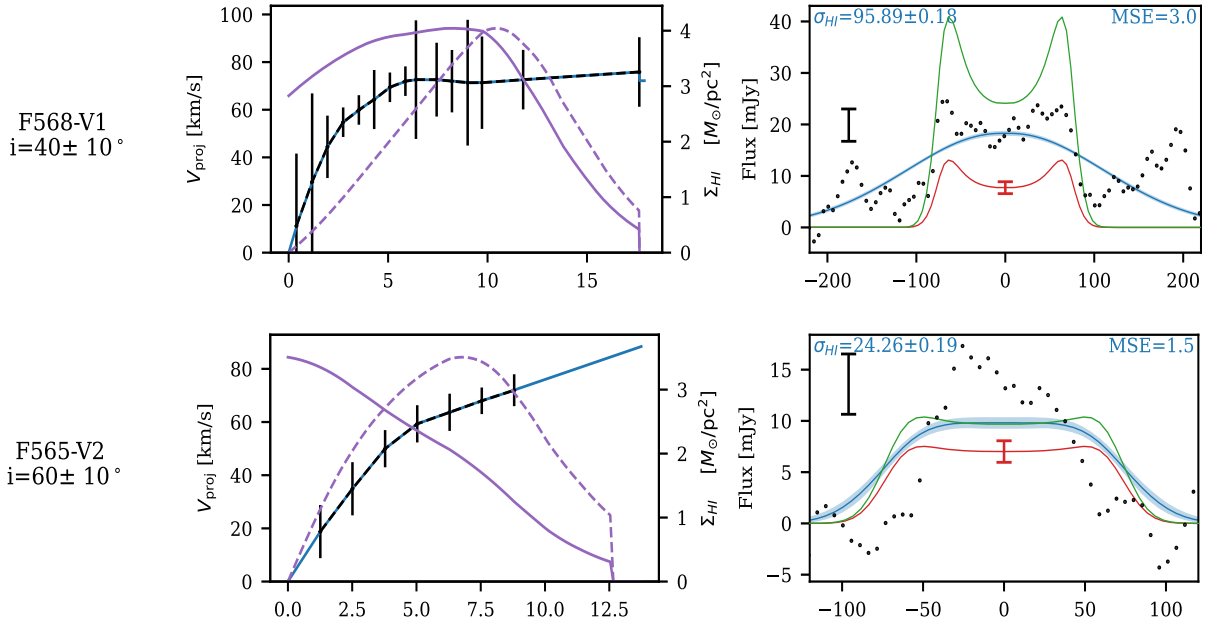 F568-V1
i=40± 10°
V_proj [km/s]
100
80
60
40
20
0
0 5 10 15
4
3
2
1
0
Σ_HI [M_⊙/pc²]
σ_HI=95.89±0.18 MSE=3.0
Flux [mJy]
40
30
20
10
0
−200 −100 0 100 200
F565-V2
i=60± 10°
V_proj [km/s]
80
60
40
20
0
0.0 2.5 5.0 7.5 10.0 12.5
3
2
1
0
Σ_HI [M_⊙/pc²]
σ_HI=24.26±0.19 MSE=1.5
Flux [mJy]
15
10
5
0
−5
−100 −50 0 50 100